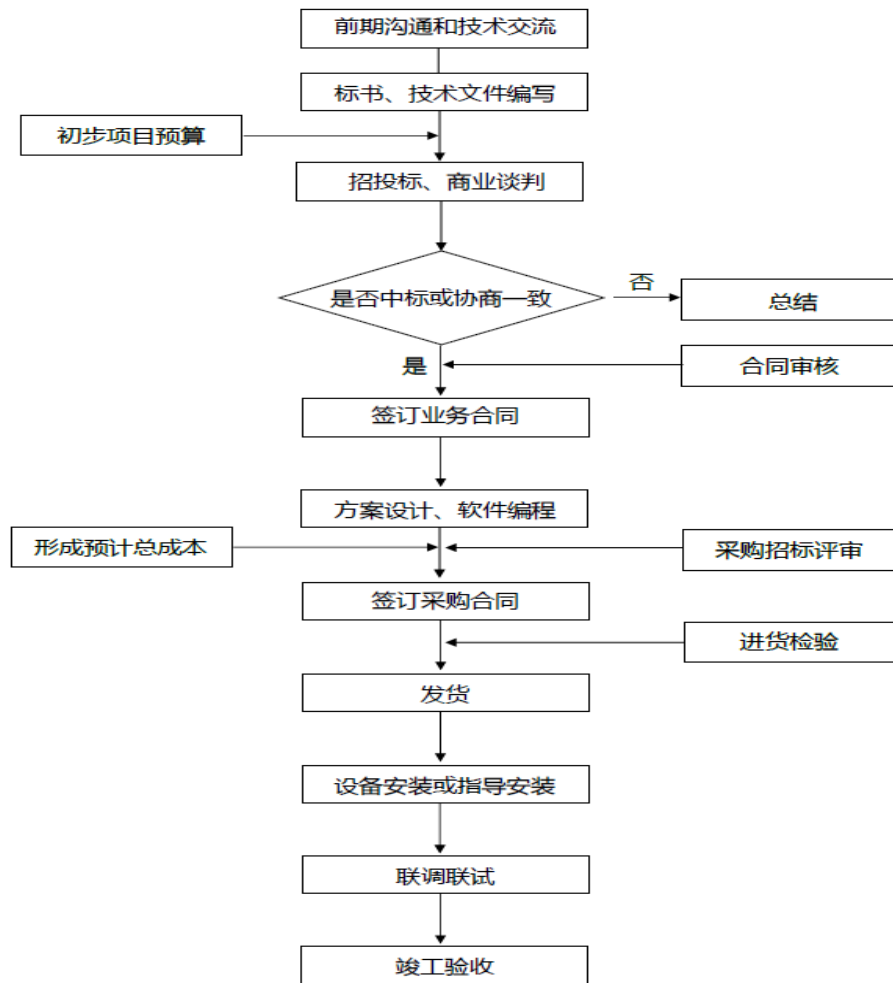 前期沟通和技术交流
标书、技术文件编写
初步项目预算
招投标、商业谈判
是否中标或协商一致
否
总结
是
合同审核
签订业务合同
方案设计、软件编程
形成预计总成本
采购招标评审
签订采购合同
进货检验
发货
设备安装或指导安装
联调联试
竣工验收